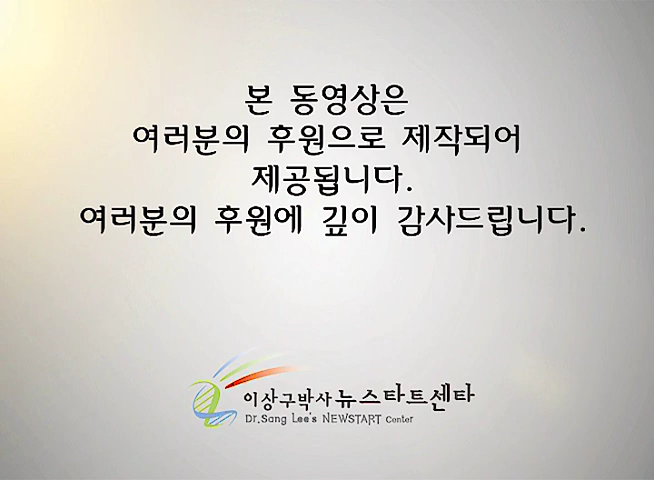 본 동영상은
여러분의 후원으로 제작되어
제공됩니다.
여러분의 후원에 깊이 감사드립니다.
이상구박사 뉴스타트센타
Dr.Sang Lee's NEWSTART Center